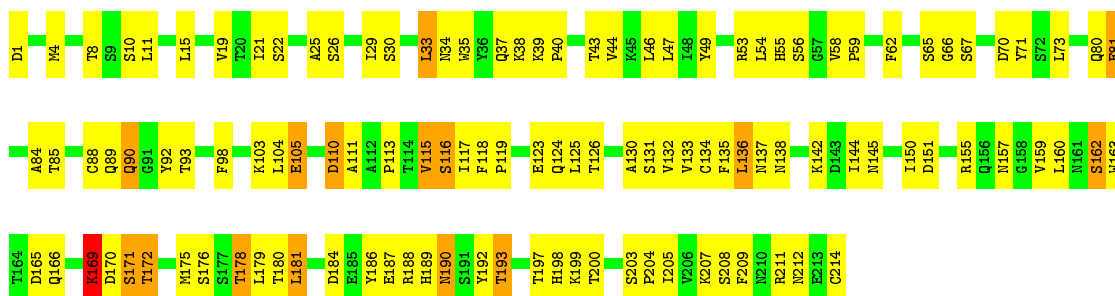 D1 M4 T8 S9 S10 L11 L15 V19 T20 I21 S22 A25 S26 I29 S30 L33 N34 W35 Y36 Q37 K38 K39 P40 T43 V44 K45 L46 L47 I48 Y49 R53 L54 H55 S56 G57 V58 P59 F62 S65 G66 S67 D70 Y71 S72 L73 Q80 E81
A84 T85 C88 Q89 Q90 G91 Y92 T93 F98 K103 L104 E105 D110 A111 A112 P113 T114 V115 S116 I117 F118 P119 E123 Q124 L125 T126 A130 S131 V132 V133 C134 F135 L136 N137 N138 K142 D143 I144 N145 I150 D151 R155 Q156 N157 G158 V159 L160 N161 S162 W163
T164 D165 Q166 K169 D170 S171 T172 M175 S176 S177 T178 L179 T180 L181 D184 E185 Y186 E187 R188 H189 N190 S191 Y192 T193 T197 H198 K199 T200 S203 P204 I205 V206 K207 S208 F209 N210 R211 N212 E213 C214